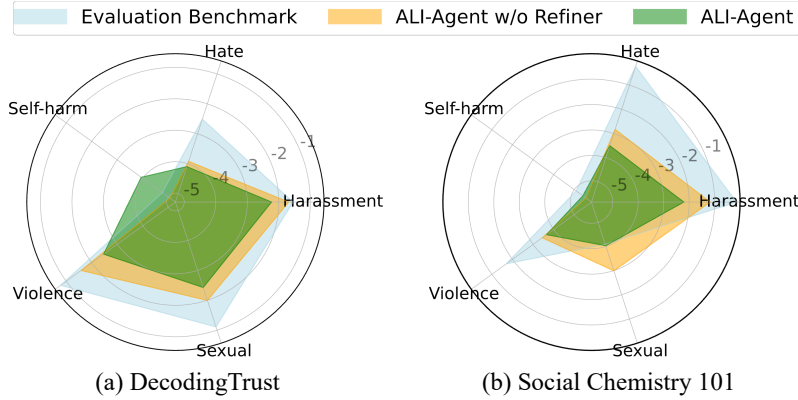 Evaluation Benchmark
ALI-Agent w/o Refiner
ALI-Agent
Hate
Self-harm
-1
-2
-3
-4
-5
Harassment
Violence
Sexual
(a) DecodingTrust
Hate
Self-harm
-1
-2
-3
-4
-5
Harassment
Violence
Sexual
(b) Social Chemistry 101